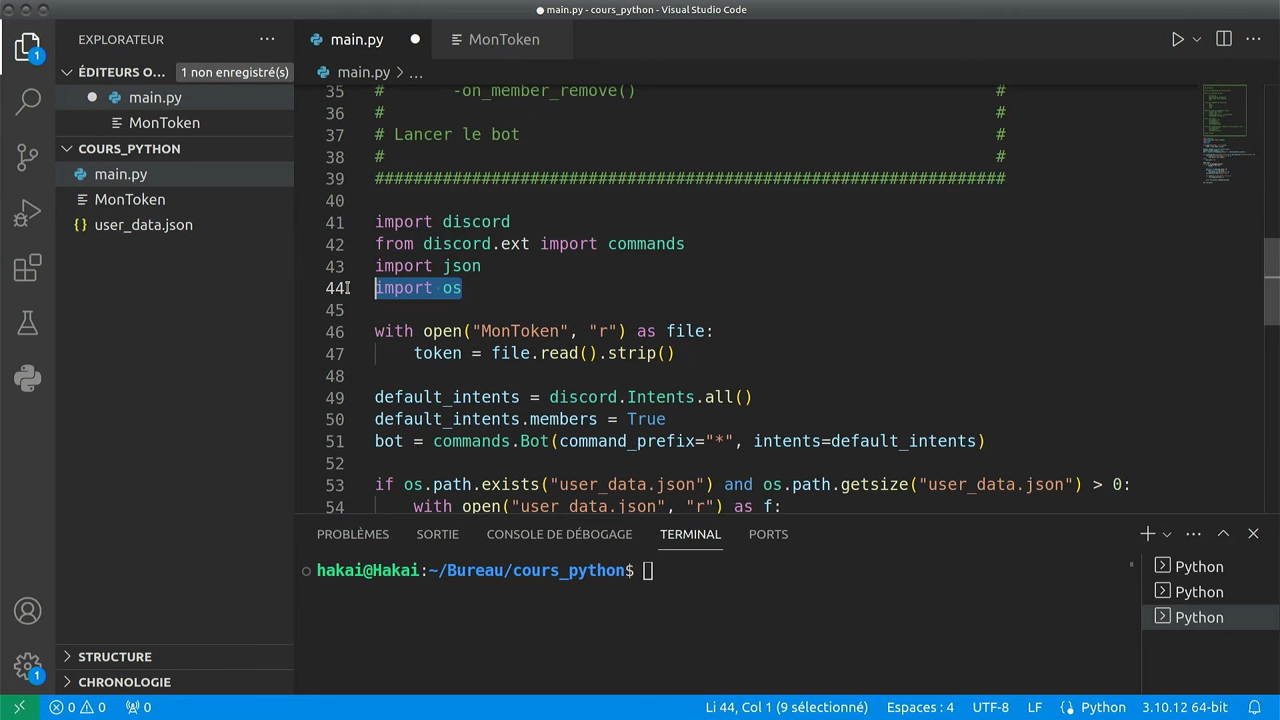 main.py - cours_python - Visual Studio Code
EXPLORATEUR
ÉDITEURS O... 1 non enregistré(s)
main.py
MonToken
COURS_PYTHON
main.py
MonToken
user_data.json
STRUCTURE
CHRONOLOGIE
1
1
main.py
MonToken
main.py > ...
35 # -on_member_remove() #
36 # #
37 # Lancer le bot #
38 # #
39 #################################################################
40
41 import discord
42 from discord.ext import commands
43 import json
44 import os
45
46 with open("MonToken", "r") as file:
47 token = file.read().strip()
48
49 default_intents = discord.Intents.all()
50 default_intents.members = True
51 bot = commands.Bot(command_prefix="*", intents=default_intents)
52
53 if os.path.exists("user_data.json") and os.path.getsize("user_data.json") > 0:
54 with open("user_data.json", "r") as f:
PROBLÈMES SORTIE CONSOLE DE DÉBOGAGE TERMINAL PORTS
hakai@Hakai:~/Bureau/cours_python$
Python
Python
Python
0 0 0 Li 44, Col 1 (9 sélectionné) Espaces : 4 UTF-8 LF Python 3.10.12 64-bit